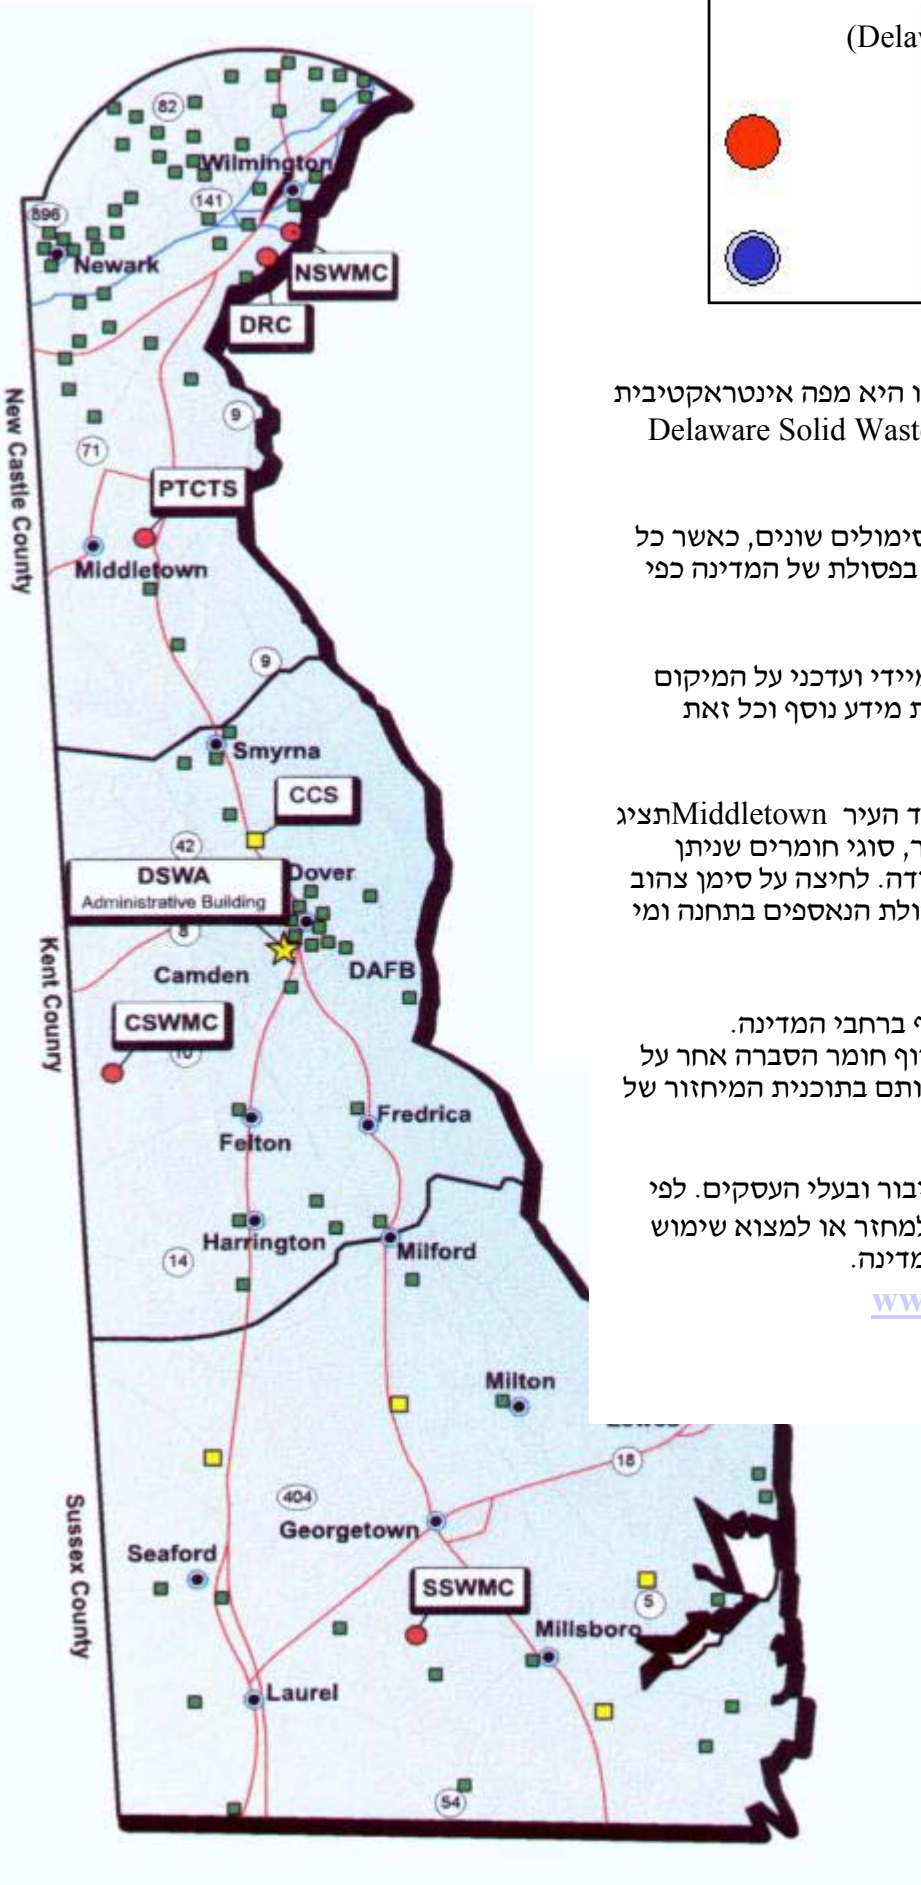 (Delaw
82
Wilmington
141
896
Newark
NSWMC
DRC
9
71
New Castle County
PTCTS
Middletown
9
Smyrna
CCS
42
DSWA
Administrative Building
Dover
8
Kent Counry
Camden
DAFB
CSWMC
10
Fredrica
Felton
Harrington
Milford
14
Milton
18
404
Georgetown
Sussex County
Seaford
SSWMC
5
Millsboro
Laurel
54
ו היא מפה אינטראקטיבית
Delaware Solid Wast
סימולים שונים, כאשר כל
בפסולת של המדינה כפי
מיידי ועדכני על המיקום
ת מידע נוסף וכל זאת
ד העיר Middletownתציג
ר, סוגי חומרים שניתן
ודה. לחיצה על סימן צהוב
ולת הנאספים בתחנה ומי
ף ברחבי המדינה.
וף חומר הסברה אחר על
ותם בתוכנית המיחזור של
יבור ובעלי העסקים. לפי
למחזר או למצוא שימוש
מדינה.
ww